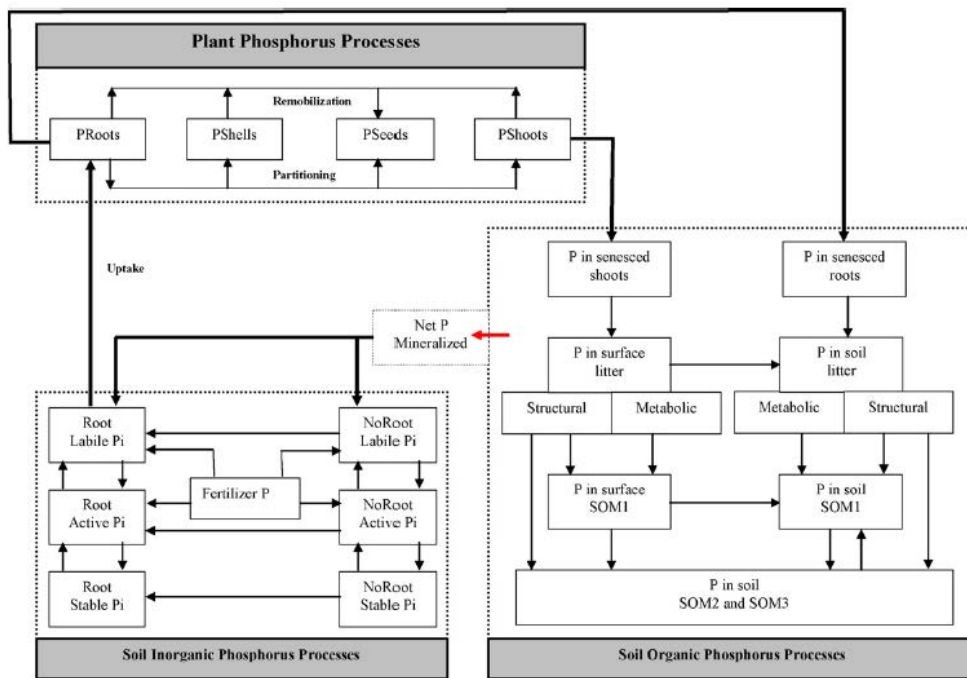 Plant Phosphorus Processes
Remobilization
PRoots
PShells
PSeeds
PShoots
Partitioning
Uptake
P in senesced
shoots
P in senesced
roots
Net P
Mineralized
P in surface
litter
P in soil
litter
Structural
Metabolic
Metabolic
Structural
Root
Labile Pi
NoRoot
Labile Pi
Fertilizer P
Root
Active Pi
NoRoot
Active Pi
P in surface
SOM1
P in soil
SOM1
Root
Stable Pi
NoRoot
Stable Pi
P in soil
SOM2 and SOM3
Soil Inorganic Phosphorus Processes
Soil Organic Phosphorus Processes